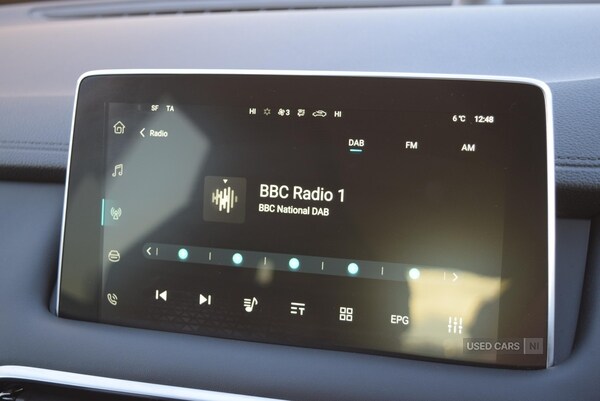 SF TA HI 3 HI 6°C 12:48
Radio
DAB FM AM
BBC Radio 1
BBC National DAB
EPG
USED CARS NI